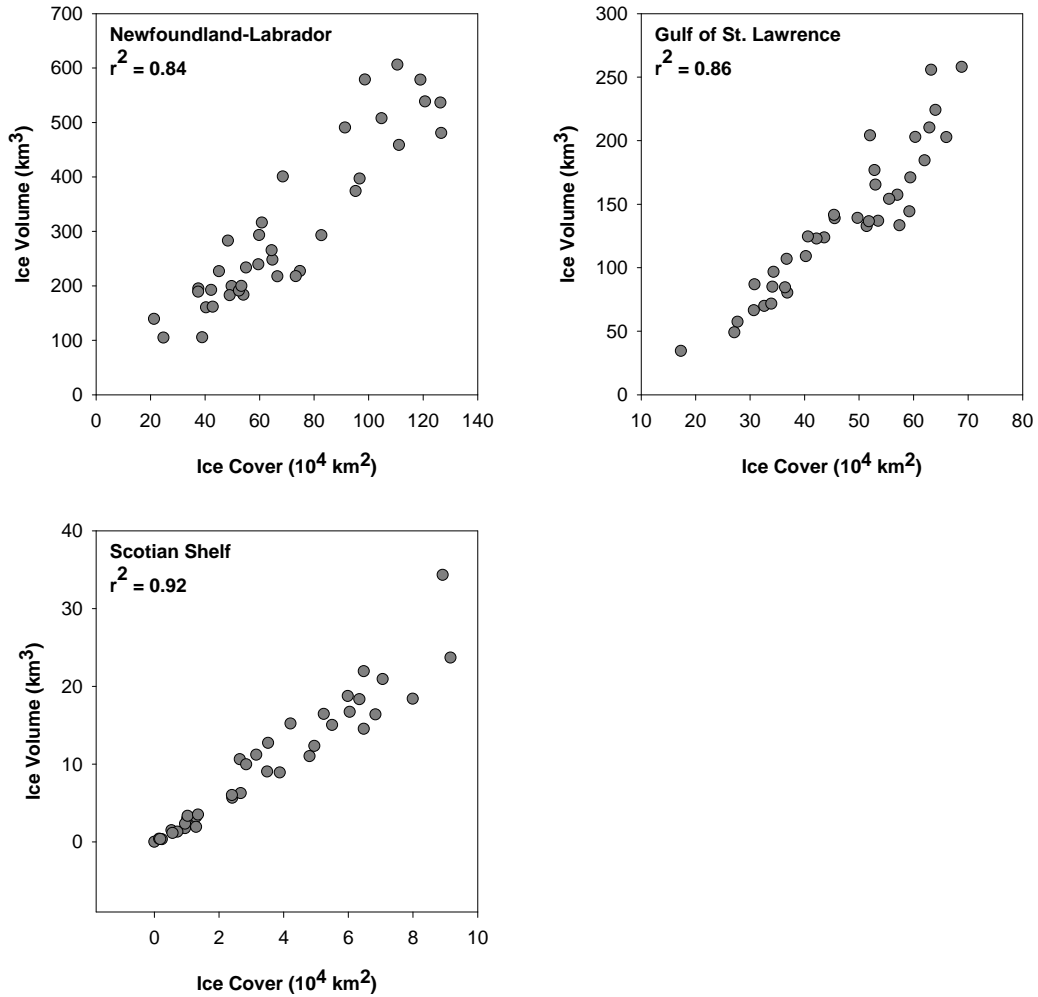 Newfoundland-Labrador
r² = 0.84
700
600
500
400
300
200
100
0
Ice Volume (km³)
0 20 40 60 80 100 120 140
Ice Cover (10⁴ km²)
Gulf of St. Lawrence
r² = 0.86
300
250
200
150
100
50
0
Ice Volume (km³)
10 20 30 40 50 60 70 80
Ice Cover (10⁴ km²)
Scotian Shelf
r² = 0.92
40
30
20
10
0
Ice Volume (km³)
0 2 4 6 8 10
Ice Cover (10⁴ km²)